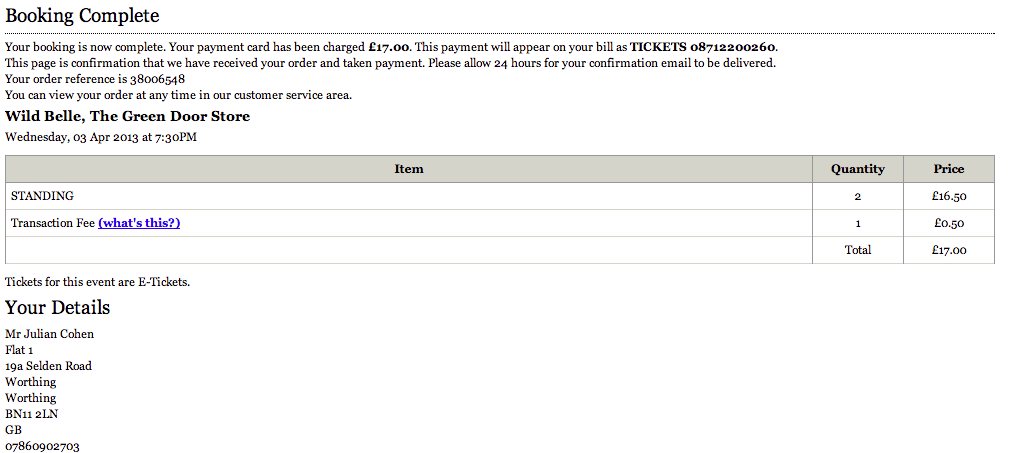 Booking Complete
Your booking is now complete. Your payment card has been charged £17.00. This payment will appear on your bill as TICKETS 08712200260.
This page is confirmation that we have received your order and taken payment. Please allow 24 hours for your confirmation email to be delivered.
Your order reference is 38006548
You can view your order at any time in our customer service area.
Wild Belle, The Green Door Store
Wednesday, 03 Apr 2013 at 7:30PM
Item Quantity Price
STANDING 2 £16.50
Transaction Fee (what's this?) 1 £0.50
Total £17.00
Tickets for this event are E-Tickets.
Your Details
Mr Julian Cohen
Flat 1
19a Selden Road
Worthing
Worthing
BN11 2LN
GB
07860902703